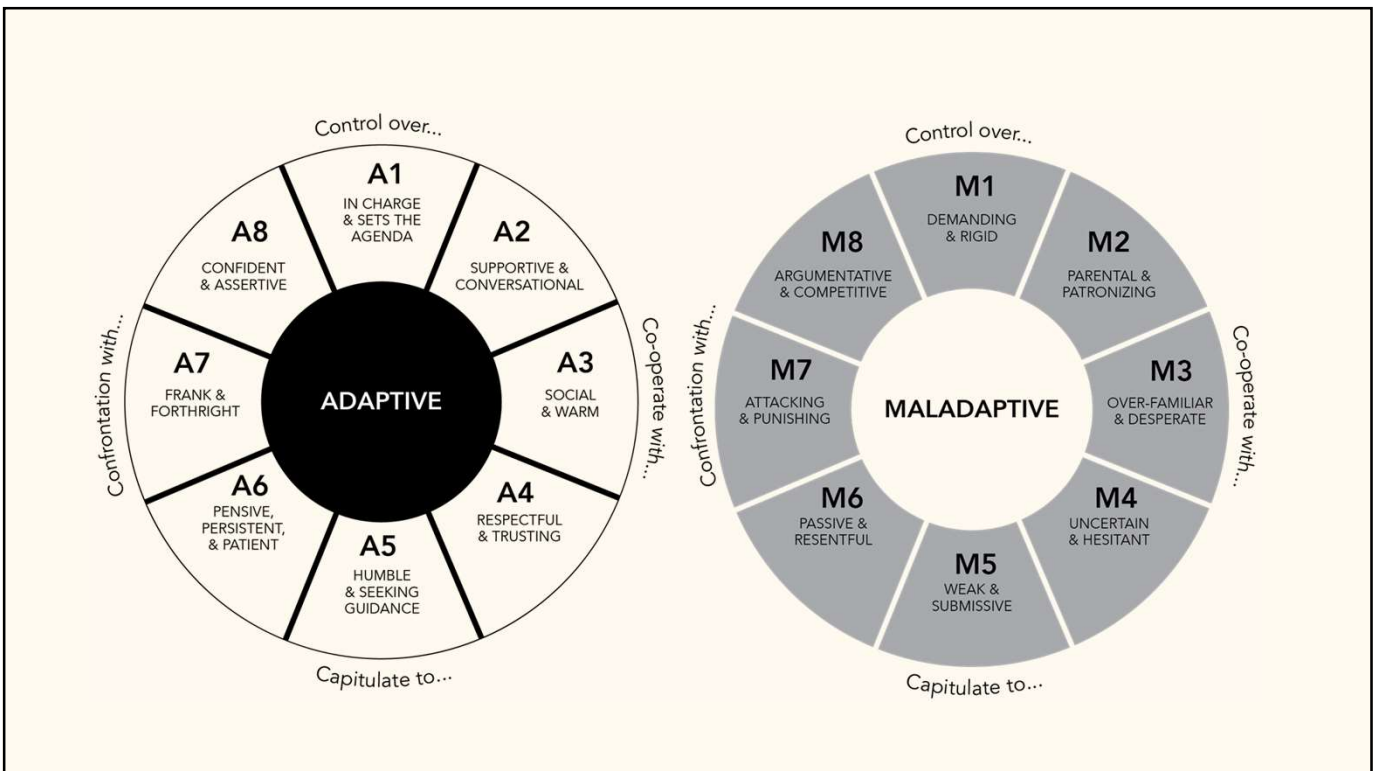 Control over...
A1
IN CHARGE
& SETS THE
AGENDA
A2
SUPPORTIVE &
CONVERSATIONAL
A3
SOCIAL
& WARM
A4
RESPECTFUL
& TRUSTING
A5
HUMBLE
& SEEKING
GUIDANCE
A6
PENSIVE,
PERSISTENT,
& PATIENT
A7
FRANK &
FORTHRIGHT
A8
CONFIDENT
& ASSERTIVE
ADAPTIVE
Co-operate with...
Capitulate to...
Confrontation with...
Control over...
M1
DEMANDING
& RIGID
M2
PARENTAL &
PATRONIZING
M3
OVER-FAMILIAR
& DESPERATE
M4
UNCERTAIN
& HESITANT
M5
WEAK &
SUBMISSIVE
M6
PASSIVE &
RESENTFUL
M7
ATTACKING
& PUNISHING
M8
ARGUMENTATIVE
& COMPETITIVE
MALADAPTIVE
Co-operate with...
Capitulate to...
Confrontation with...